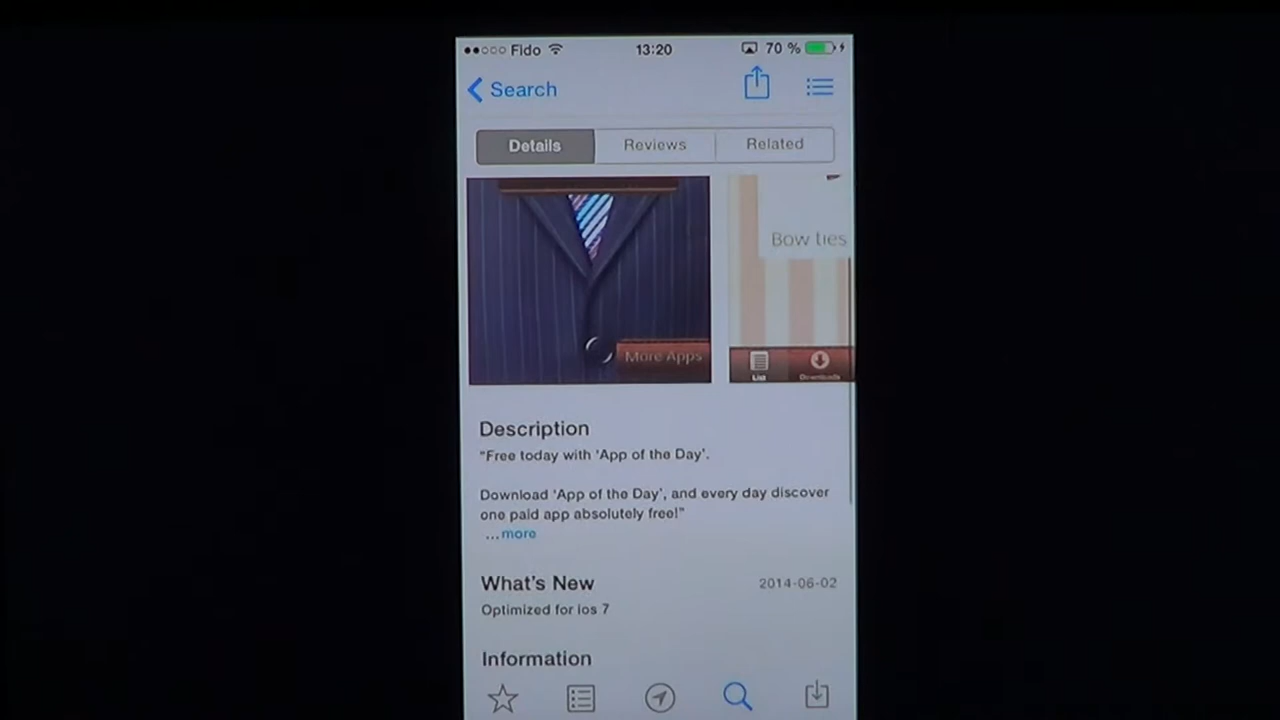 Fido 13:20 70 %
Search
Details Reviews Related
Bow ties
More Apps
List Downloads
Description
"Free today with 'App of the Day'.
Download 'App of the Day', and every day discover
one paid app absolutely free!"
...more
What's New 2014-06-02
Optimized for ios 7
Information